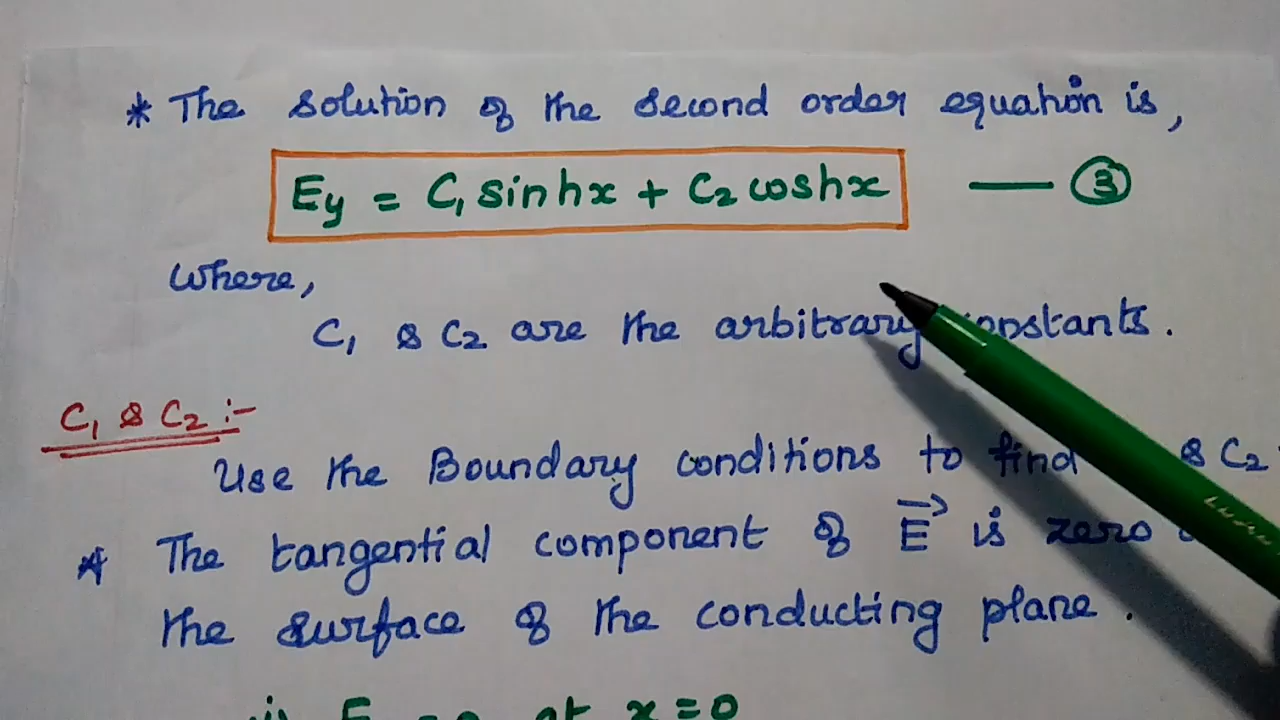 * The solution of the second order equation is,
Ey = C₁ sinhx + C₂ coshx — ③
where,
C₁ & C₂ are the arbitrary constants.
C₁ & C₂ :-
Use the Boundary conditions to find & C₂
* The tangential component of E⃗ is zero
the surface of the conducting plane.
at x = 0